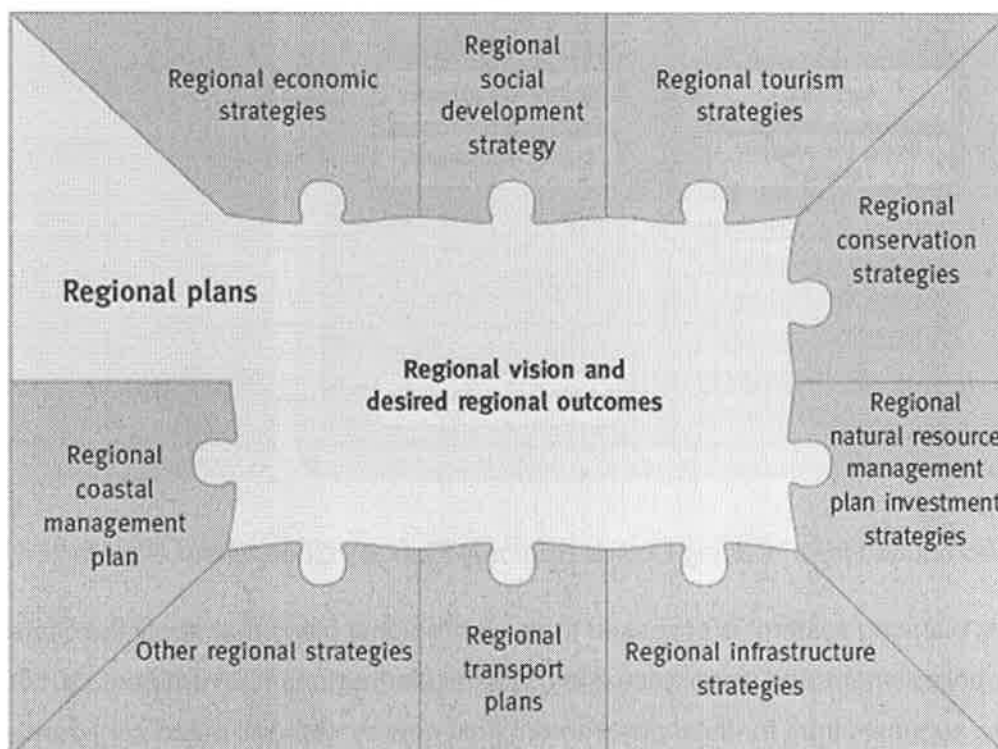 Regional economic
strategies
Regional
social
development
strategy
Regional tourism
strategies
Regional
conservation
strategies
Regional plans
Regional vision and
desired regional outcomes
Regional
coastal
management
plan
Regional
natural resource
management
plan investment
strategies
Other regional strategies
Regional
transport
plans
Regional infrastructure
strategies